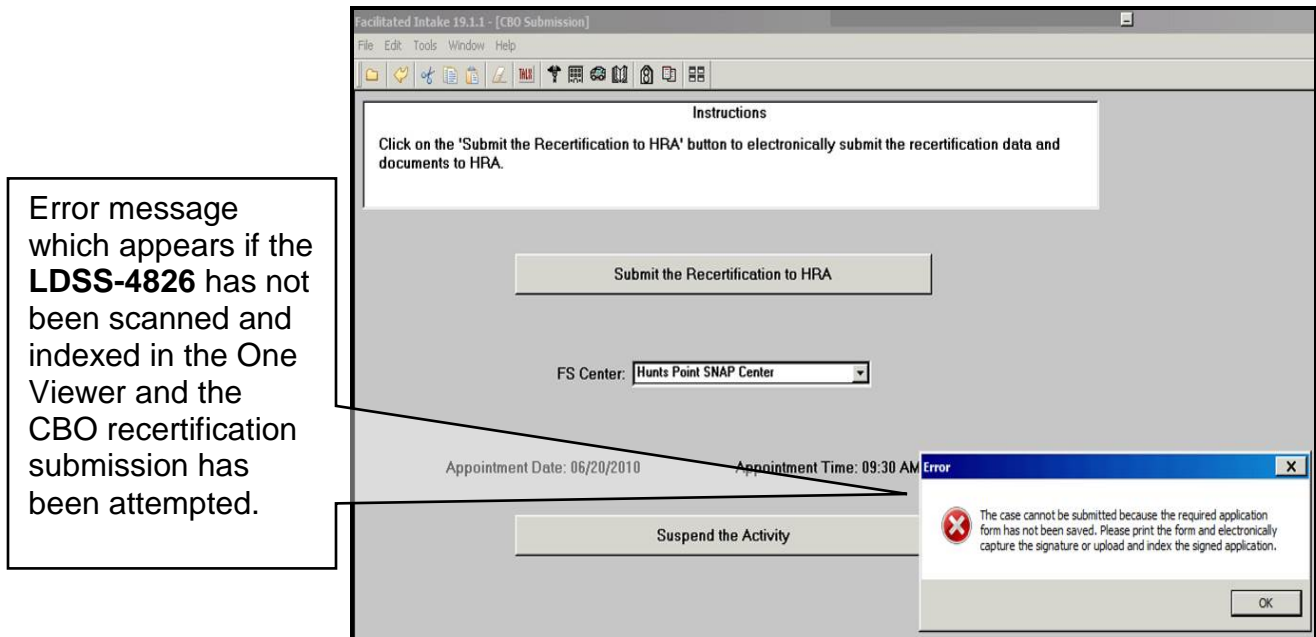 Facilitated Intake 19.1.1 - [CBO Submission]
File Edit Tools Window Help
TALX
Instructions
Click on the 'Submit the Recertification to HRA' button to electronically submit the recertification data and
documents to HRA.
Error message
which appears if the
LDSS-4826 has not
been scanned and
indexed in the One
Viewer and the
CBO recertification
submission has
been attempted.
Submit the Recertification to HRA
FS Center: Hunts Point SNAP Center
Appointment Date: 06/20/2010 Appointment Time: 09:30 AM
Suspend the Activity
Error
The case cannot be submitted because the required application
form has not been saved. Please print the form and electronically
capture the signature or upload and index the signed application.
OK